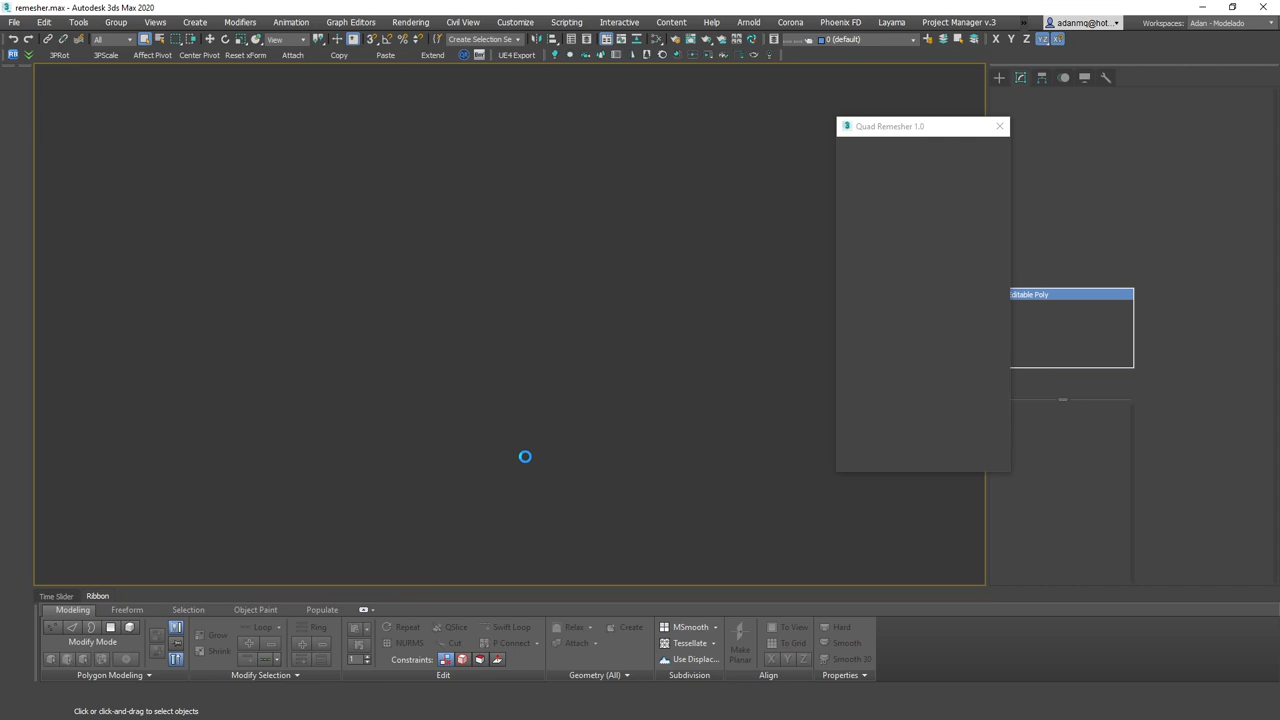 remesher.max - Autodesk 3ds Max 2020
File Edit Tools Group Views Create Modifiers Animation Graph Editors Rendering Civil View Customize Scripting Interactive Content Help Arnold Corona Phoenix FD Layama Project Manager v.3 » adanmq@hot... Workspaces: Adan - Modelado
All View Create Selection Se 0 (default) X Y Z YZ
3PRot 3PScale Affect Pivot Center Pivot Reset xForm Attach Copy Paste Extend UE4 Export
Quad Remesher 1.0
Editable Poly
Time Slider Ribbon
Modeling Freeform Selection Object Paint Populate
Modify Mode
Polygon Modeling
Grow
Shrink
Loop Ring
Modify Selection
1
Repeat QSlice Swift Loop
NURMS Cut P Connect
Constraints:
Edit
Relax Create
Attach
Geometry (All)
MSmooth
Tessellate
Use Displac...
Subdivision
Make Planar
To View
To Grid
X Y Z
Align
Hard
Smooth
Smooth 30
Properties
Click or click-and-drag to select objects